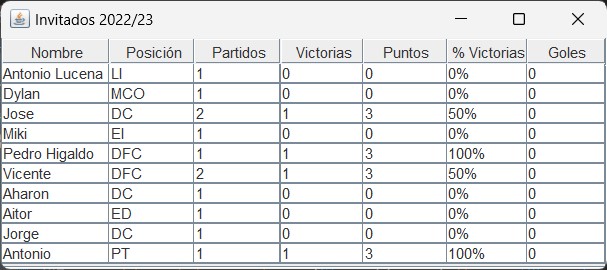 Invitados 2022/23
Nombre Posición Partidos Victorias Puntos % Victorias Goles
Antonio Lucena LI 1 0 0 0% 0
Dylan MCO 1 0 0 0% 0
Jose DC 2 1 3 50% 0
Miki EI 1 0 0 0% 0
Pedro Higaldo DFC 1 1 3 100% 0
Vicente DFC 2 1 3 50% 0
Aharon DC 1 0 0 0% 0
Aitor ED 1 0 0 0% 0
Jorge DC 1 0 0 0% 0
Antonio PT 1 1 3 100% 0